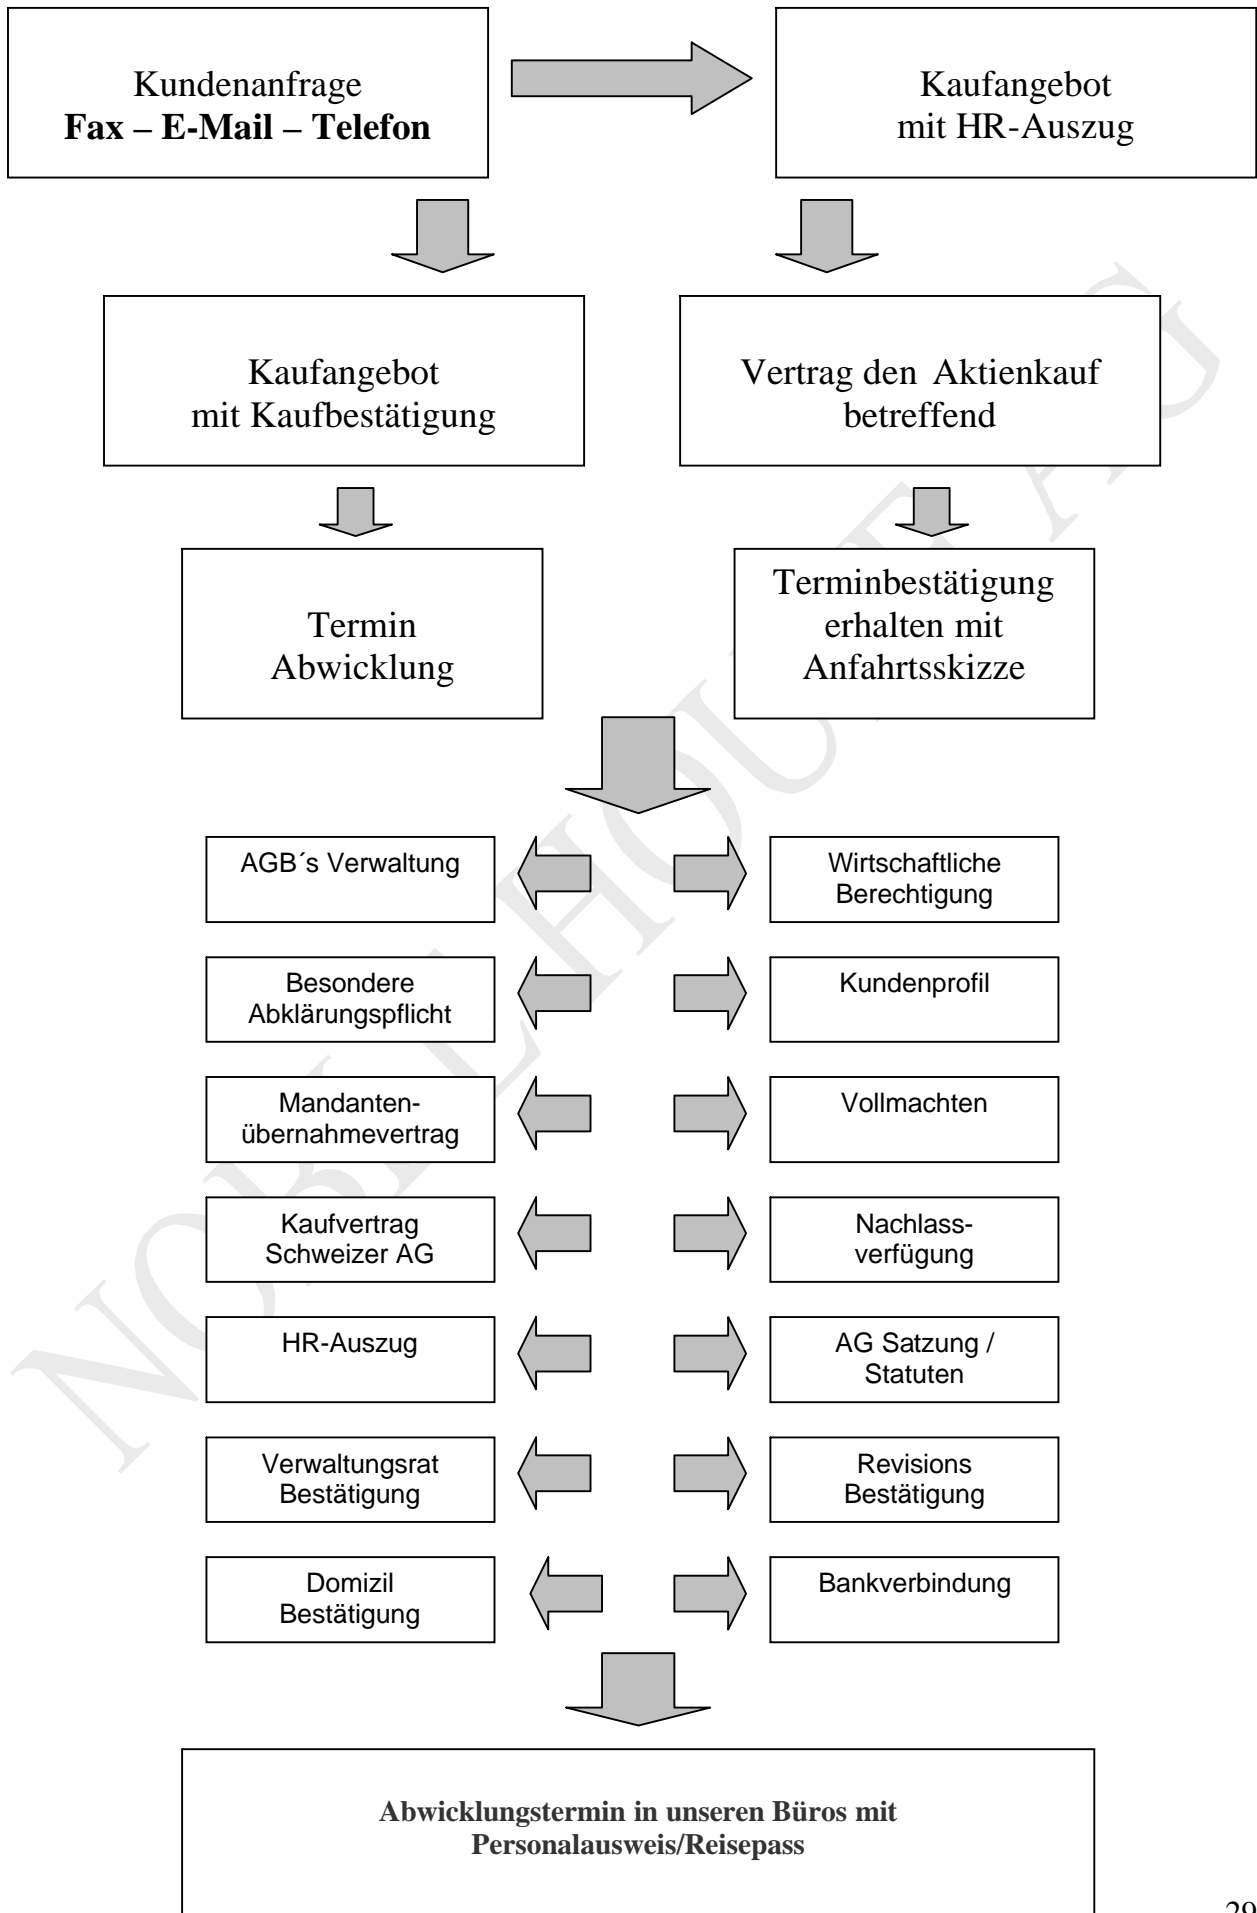 Kundenanfrage
Fax – E-Mail – Telefon
Kaufangebot
mit HR-Auszug
Kaufangebot
mit Kaufbestätigung
Vertrag den Aktienkauf
betreffend
Termin
Abwicklung
Terminbestätigung
erhalten mit
Anfahrtsskizze
AGB´s Verwaltung
Wirtschaftliche
Berechtigung
Besondere
Abklärungspflicht
Kundenprofil
Mandanten-
übernahmevertrag
Vollmachten
Kaufvertrag
Schweizer AG
Nachlass-
verfügung
HR-Auszug
AG Satzung /
Statuten
Verwaltungsrat
Bestätigung
Revisions
Bestätigung
Domizil
Bestätigung
Bankverbindung
Abwicklungstermin in unseren Büros mit
Personalausweis/Reisepass
29